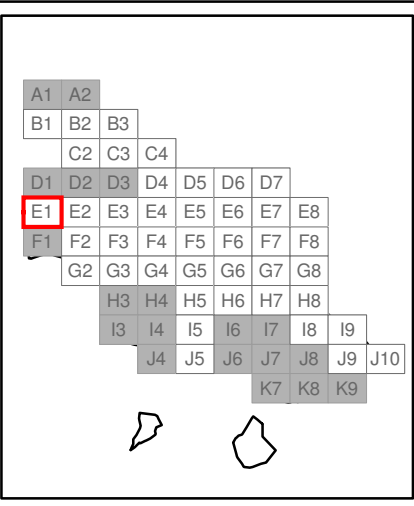 A1 A2
B1 B2 B3
C2 C3 C4
D1 D2 D3 D4 D5 D6 D7
E1 E2 E3 E4 E5 E6 E7 E8
F1 F2 F3 F4 F5 F6 F7 F8
G2 G3 G4 G5 G6 G7 G8
H3 H4 H5 H6 H7 H8
I3 I4 I5 I6 I7 I8 I9
J4 J5 J6 J7 J8 J9 J10
K7 K8 K9